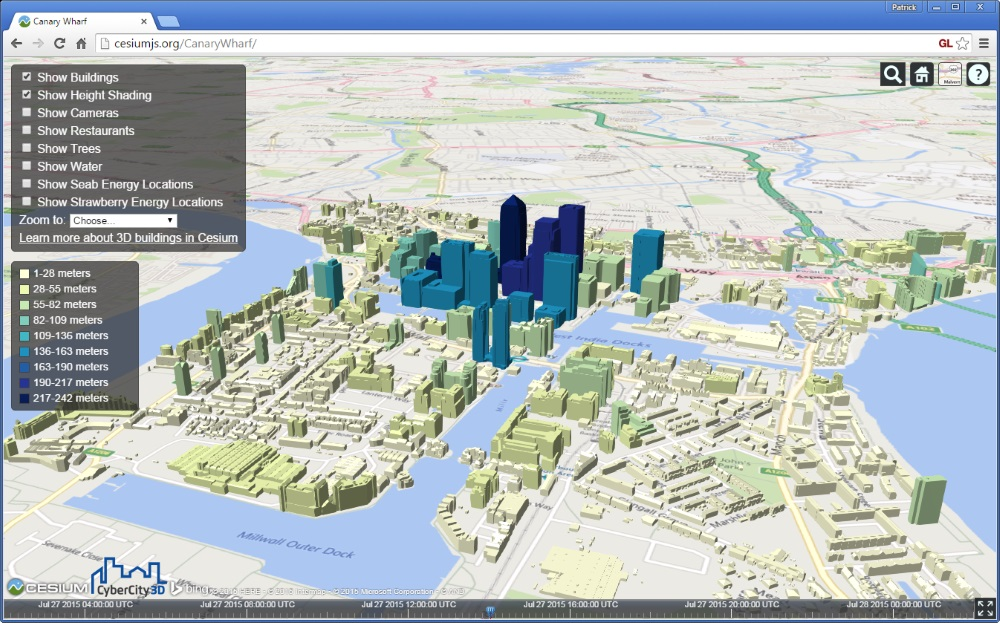 Patrick
Canary Wharf
cesiumjs.org/CanaryWharf/
GL
Show Buildings
Show Height Shading
Show Cameras
Show Restaurants
Show Trees
Show Water
Show Seab Energy Locations
Show Strawberry Energy Locations
Zoom to: Choose...
Learn more about 3D buildings in Cesium
?
1-28 meters
28-55 meters
55-82 meters
82-109 meters
109-136 meters
136-163 meters
163-190 meters
190-217 meters
217-242 meters
Way
East India Docks
Millwall Outer Dock
Way
CESIUM
CyberCity3D
bing
© 2015 Microsoft Corporation
Jul 27 2015 04:00:00 UTC
Jul 27 2015 08:00:00 UTC
Jul 27 2015 12:00:00 UTC
Jul 27 2015 16:00:00 UTC
Jul 27 2015 20:00:00 UTC
Jul 28 2015 00:00:00 UTC